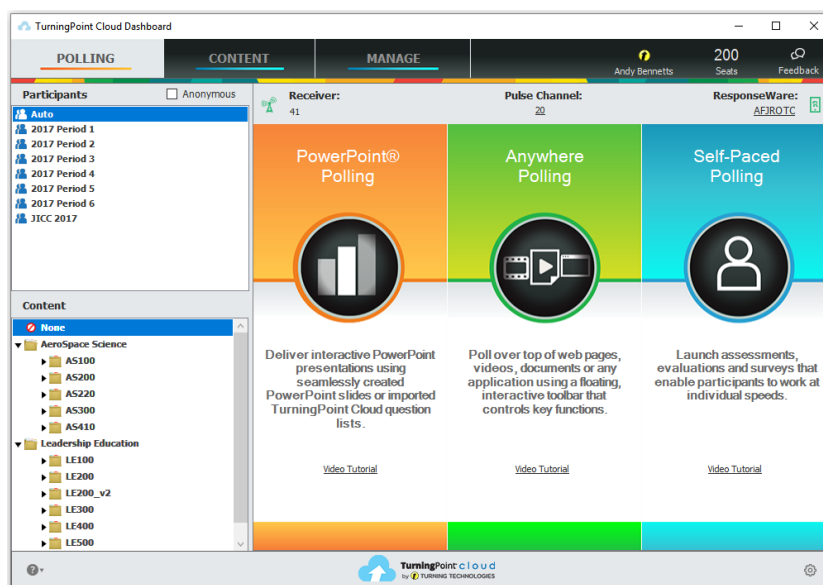 TurningPoint Cloud Dashboard
POLLING
CONTENT
MANAGE
Andy Bennetts
200
Seats
Feedback
Participants
Anonymous
Auto
2017 Period 1
2017 Period 2
2017 Period 3
2017 Period 4
2017 Period 5
2017 Period 6
JICC 2017
Content
None
AeroSpace Science
AS100
AS200
AS220
AS300
AS410
Leadership Education
LE100
LE200
LE200_v2
LE300
LE400
LE500
Receiver:
41
Pulse Channel:
20
ResponseWare:
AFJROTC
PowerPoint®
Polling
Deliver interactive PowerPoint
presentations using
seamlessly created
PowerPoint slides or imported
TurningPoint Cloud question
lists.
Video Tutorial
Anywhere
Polling
Poll over top of web pages,
videos, documents or any
application using a floating,
interactive toolbar that
controls key functions.
Video Tutorial
Self-Paced
Polling
Launch assessments,
evaluations and surveys that
enable participants to work at
individual speeds.
Video Tutorial
TurningPoint cloud
by TURNING TECHNOLOGIES